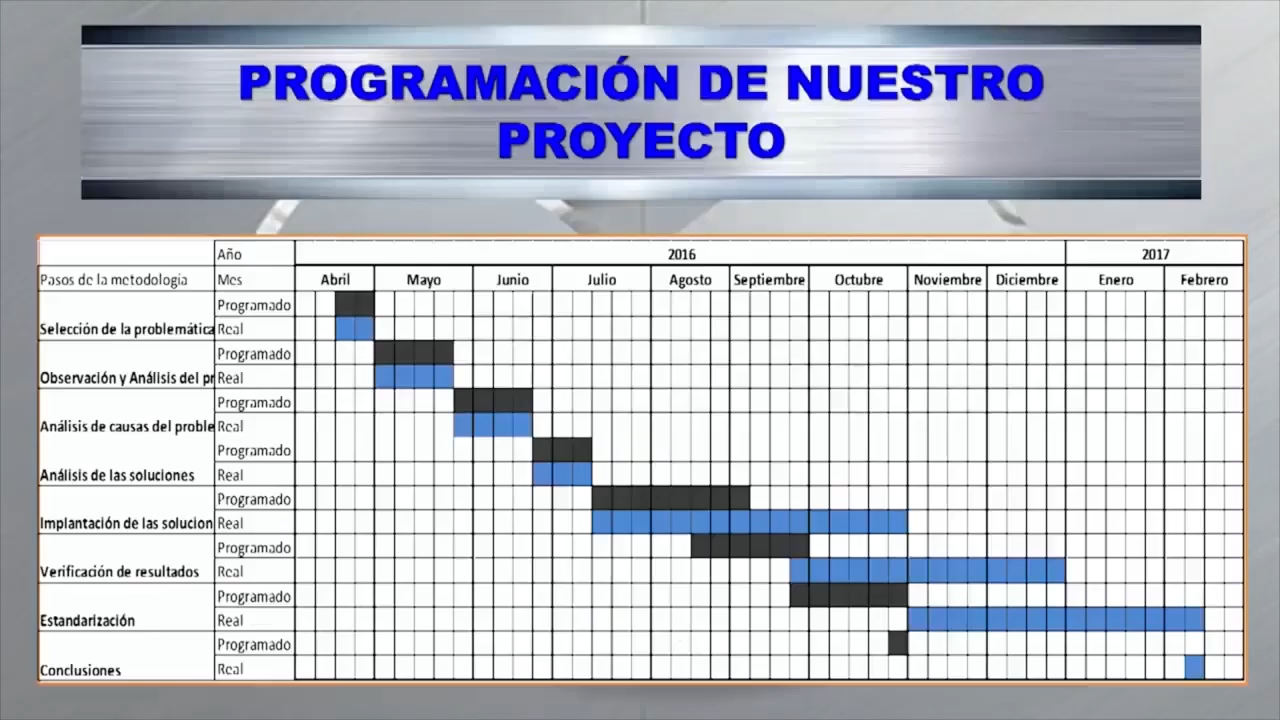 PROGRAMACIÓN DE NUESTRO
PROYECTO
Año 2016 2017
Pasos de la metodología Mes Abril Mayo Junio Julio Agosto Septiembre Octubre Noviembre Diciembre Enero Febrero
Programado
Selección de la problemática Real
Programado
Observación y Análisis del pr Real
Programado
Análisis de causas del proble Real
Programado
Análisis de las soluciones Real
Programado
Implantación de las solucion Real
Programado
Verificación de resultados Real
Programado
Estandarización Real
Programado
Conclusiones Real